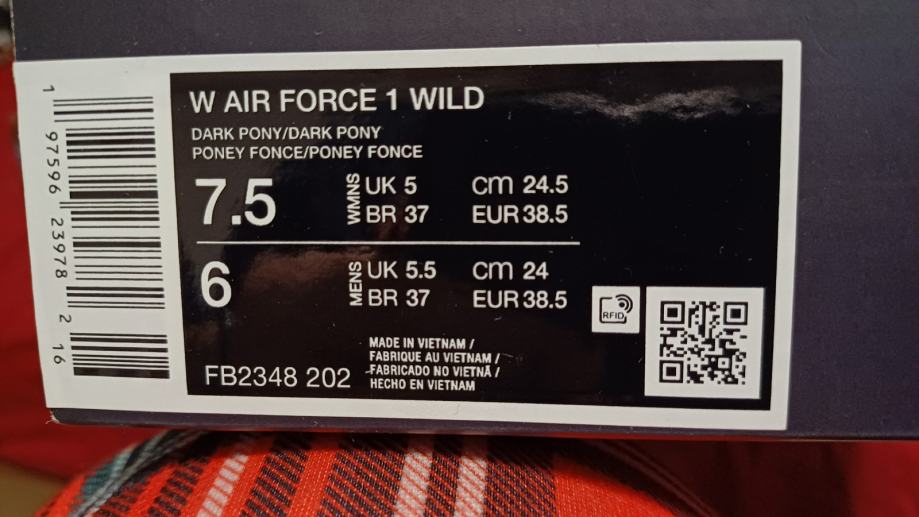 W AIR FORCE 1 WILD
DARK PONY/DARK PONY
PONEY FONCE/PONEY FONCE
7.5 WMNS UK 5 cm 24.5
BR 37 EUR 38.5
6 MENS UK 5.5 cm 24
BR 37 EUR 38.5
RFID
MADE IN VIETNAM /
FABRIQUE AU VIETNAM /
FABRICADO NO VIETNÃ /
HECHO EN VIETNAM
FB2348 202
1 97596 23978 2 16